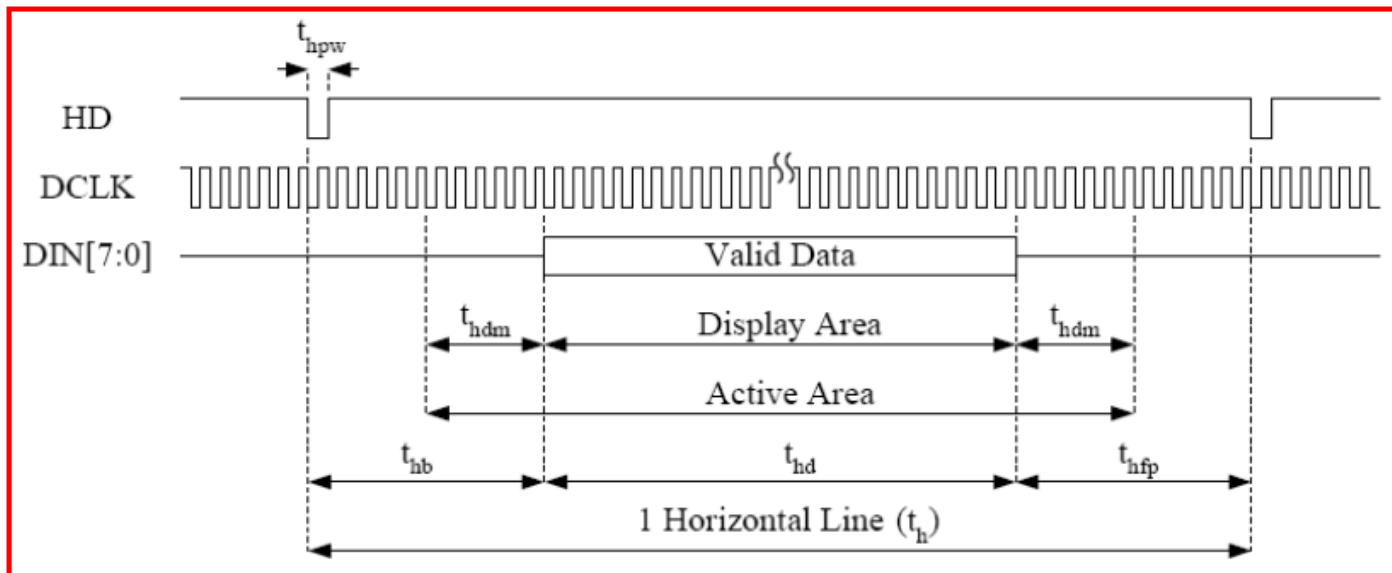 thpw
HD
DCLK
DIN[7:0]
Valid Data
thdm
Display Area
thdm
Active Area
thb
thd
thfp
1 Horizontal Line (th)